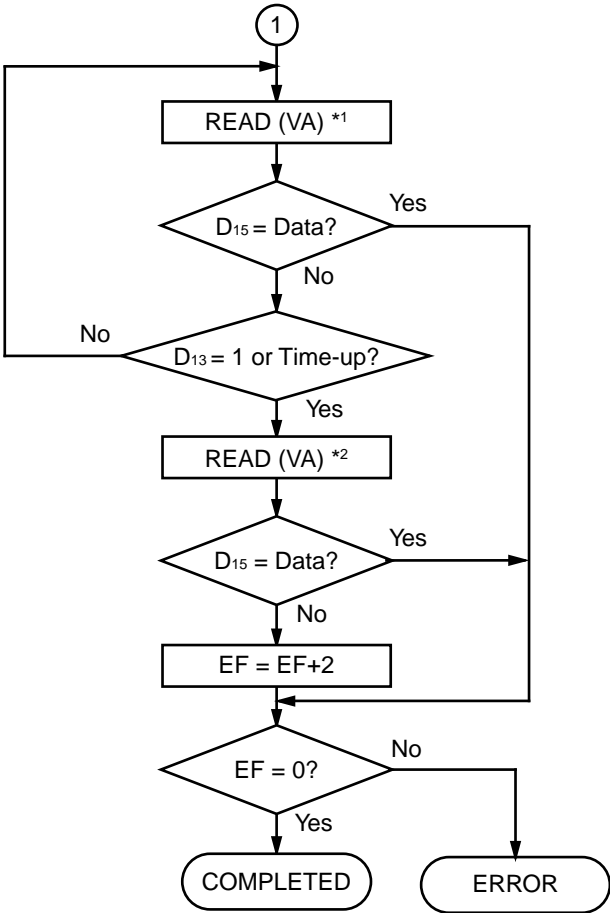 1
READ (VA) *1
Yes
D15 = Data?
No
No
D13 = 1 or Time-up?
Yes
READ (VA) *2
Yes
D15 = Data?
No
EF = EF+2
No
EF = 0?
Yes
COMPLETED
ERROR